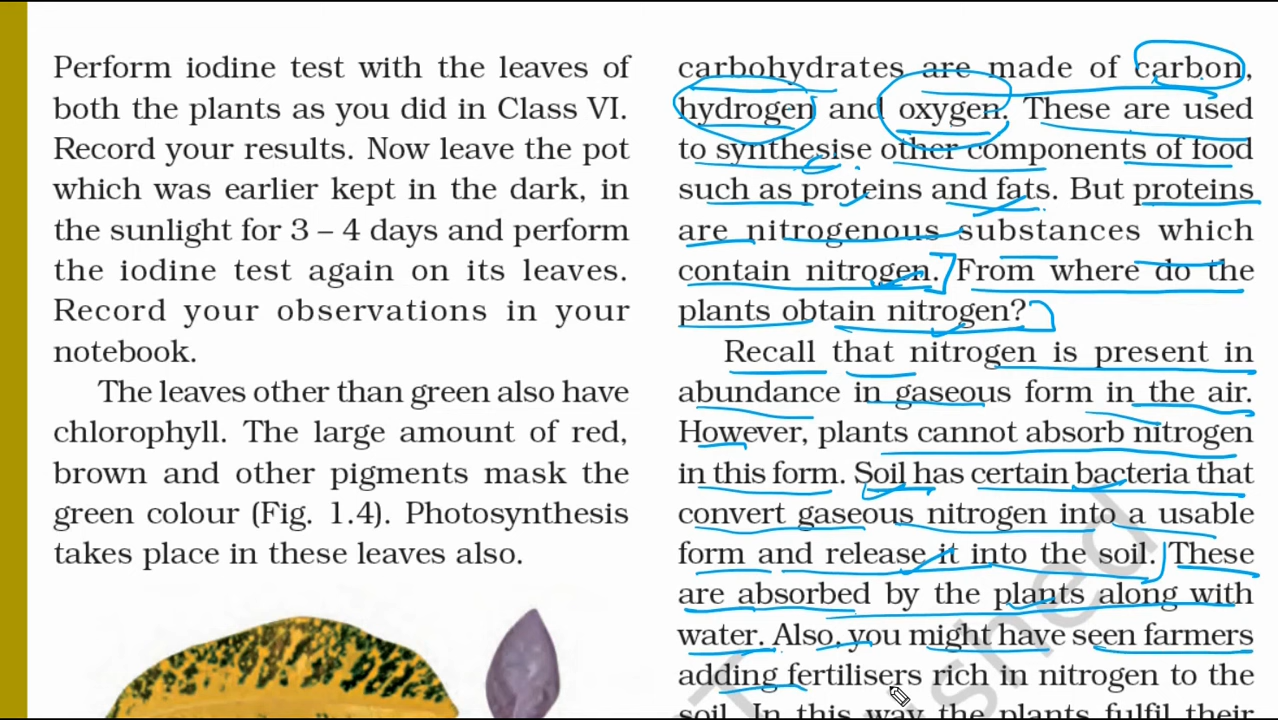 Perform iodine test with the leaves of
both the plants as you did in Class VI.
Record your results. Now leave the pot
which was earlier kept in the dark, in
the sunlight for 3 – 4 days and perform
the iodine test again on its leaves.
Record your observations in your
notebook.
The leaves other than green also have
chlorophyll. The large amount of red,
brown and other pigments mask the
green colour (Fig. 1.4). Photosynthesis
takes place in these leaves also.
carbohydrates are made of carbon,
hydrogen and oxygen. These are used
to synthesise other components of food
such as proteins and fats. But proteins
are nitrogenous substances which
contain nitrogen. From where do the
plants obtain nitrogen?
Recall that nitrogen is present in
abundance in gaseous form in the air.
However, plants cannot absorb nitrogen
in this form. Soil has certain bacteria that
convert gaseous nitrogen into a usable
form and release it into the soil. These
are absorbed by the plants along with
water. Also, you might have seen farmers
adding fertilisers rich in nitrogen to the
soil. In this way the plants fulfil their